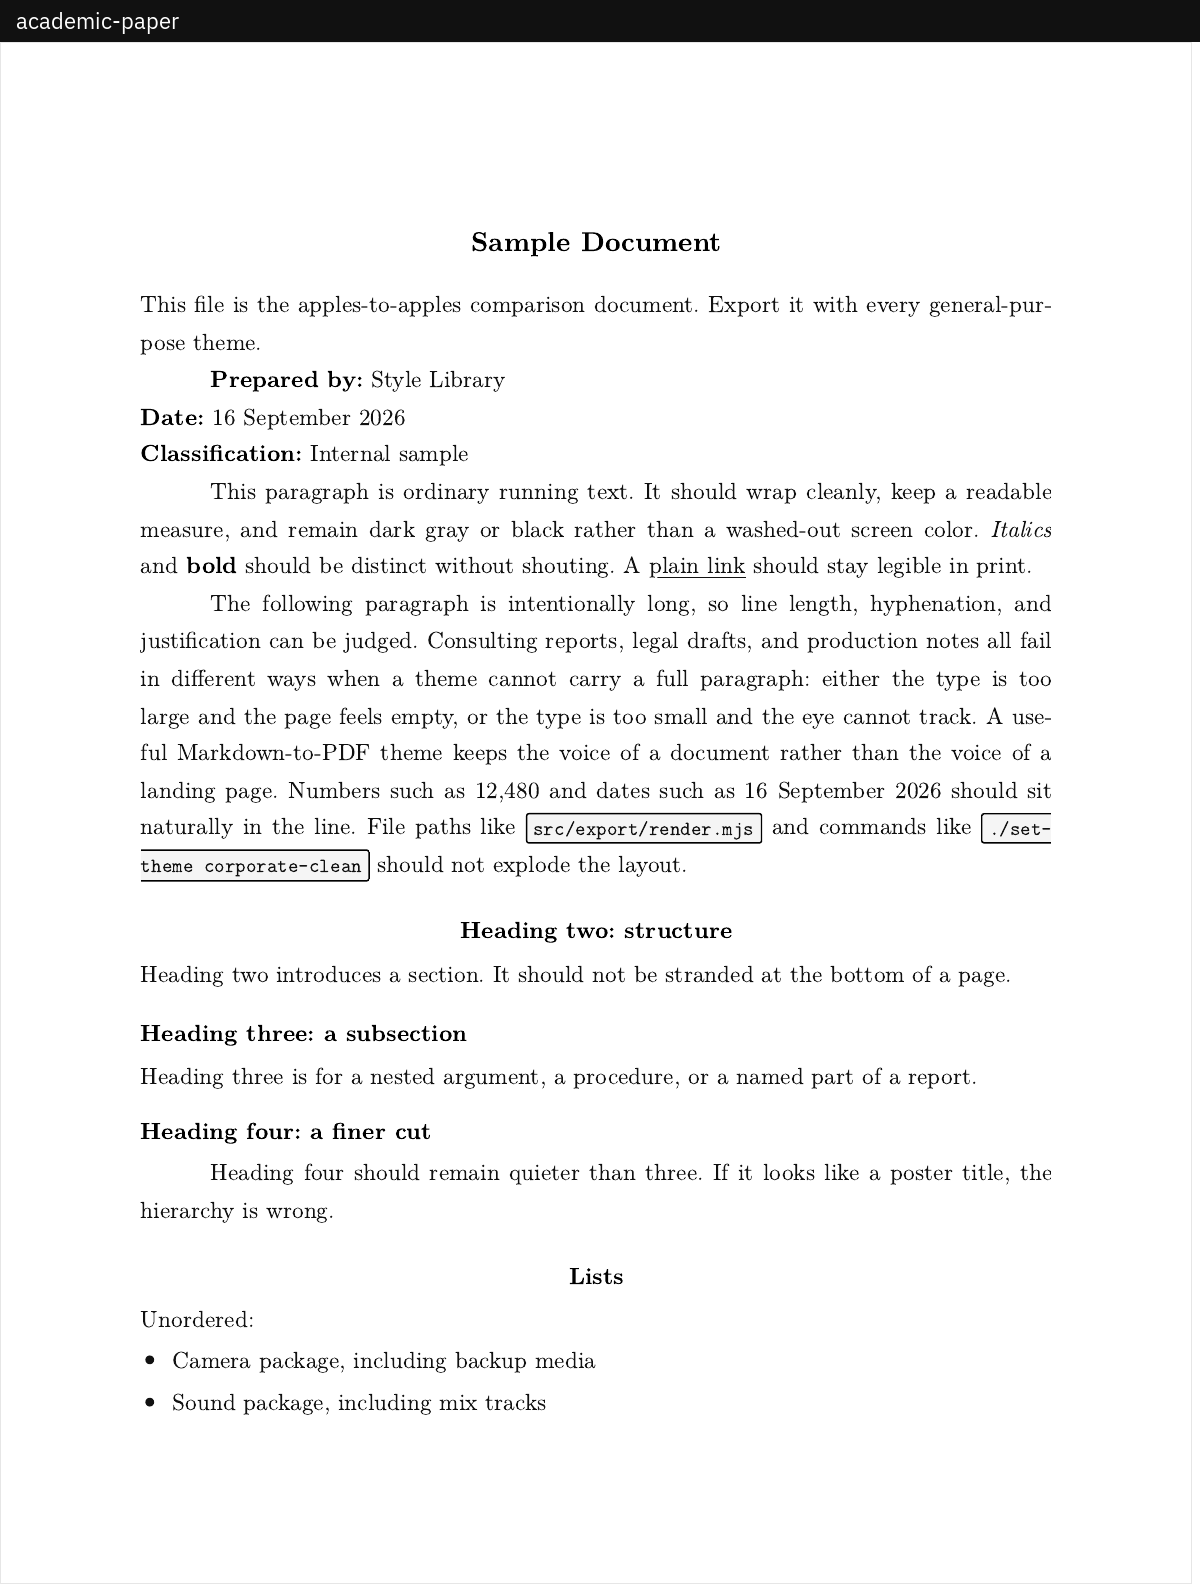 academic-paper
Sample Document
This file is the apples-to-apples comparison document. Export it with every general-pur-
pose theme.
Prepared by: Style Library
Date: 16 September 2026
Classification: Internal sample
This paragraph is ordinary running text. It should wrap cleanly, keep a readable
measure, and remain dark gray or black rather than a washed-out screen color. Italics
and bold should be distinct without shouting. A plain link should stay legible in print.
The following paragraph is intentionally long, so line length, hyphenation, and
justification can be judged. Consulting reports, legal drafts, and production notes all fail
in different ways when a theme cannot carry a full paragraph: either the type is too
large and the page feels empty, or the type is too small and the eye cannot track. A use-
ful Markdown-to-PDF theme keeps the voice of a document rather than the voice of a
landing page. Numbers such as 12,480 and dates such as 16 September 2026 should sit
naturally in the line. File paths like src/export/render.mjs and commands like ./set-
theme corporate-clean should not explode the layout.
Heading two: structure
Heading two introduces a section. It should not be stranded at the bottom of a page.
Heading three: a subsection
Heading three is for a nested argument, a procedure, or a named part of a report.
Heading four: a finer cut
Heading four should remain quieter than three. If it looks like a poster title, the
hierarchy is wrong.
Lists
Unordered:
• Camera package, including backup media
• Sound package, including mix tracks